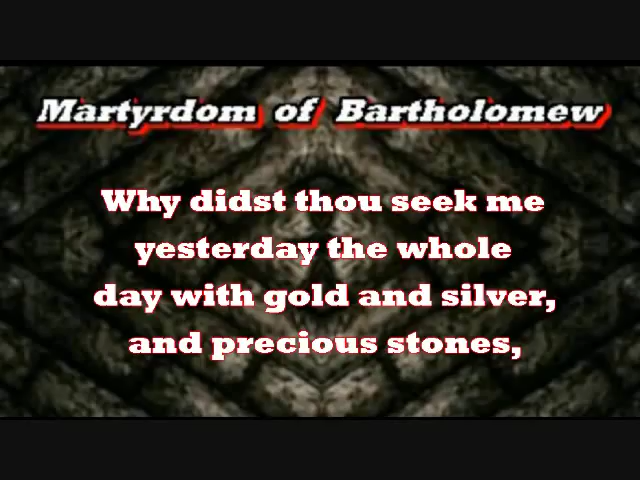 Martyrdom of Bartholomew
Why didst thou seek me
yesterday the whole
day with gold and silver,
and precious stones,